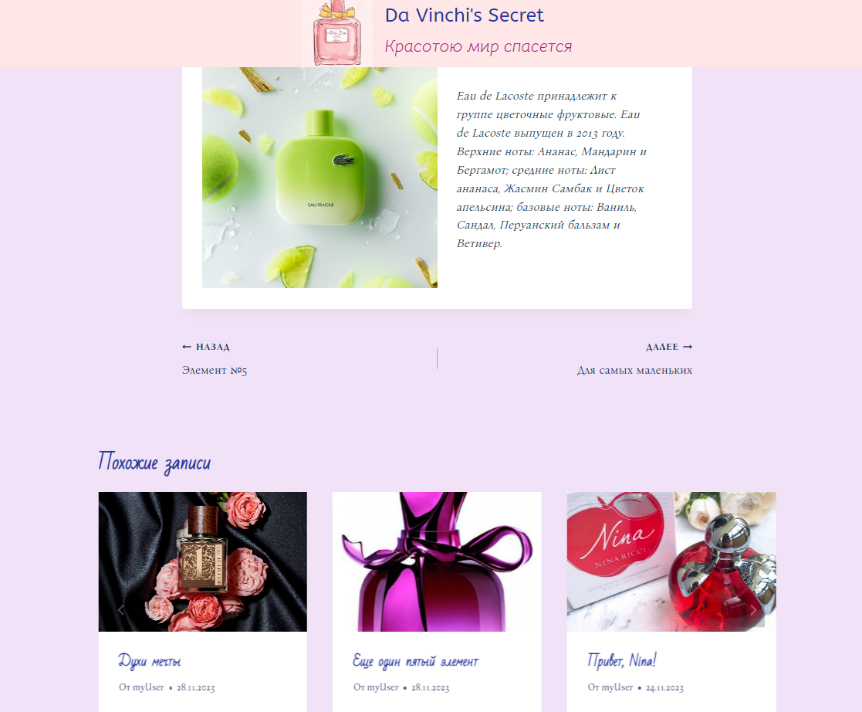 Da Vinchi's Secret
Красотою мир спасется
Eau de Lacoste принадлежит к
группе цветочные фруктовые. Eau
de Lacoste выпущен в 2013 году.
Верхние ноты: Ананас, Мандарин и
Бергамот; средние ноты: Лист
ананаса, Жасмин Самбак и Цветок
апельсина; базовые ноты: Ваниль,
Сандал, Перуанский бальзам и
Ветивер.
EAU FRAÎCHE
← НАЗАД
Элемент №5
ДАЛЕЕ →
Для самых маленьких
Похожие записи
1
Nina
NINA RICCI
Духи мечты
От myUser • 28.11.2023
Еще один пятый элемент
От myUser • 28.11.2023
Привет, Nina!
От myUser • 24.11.2023